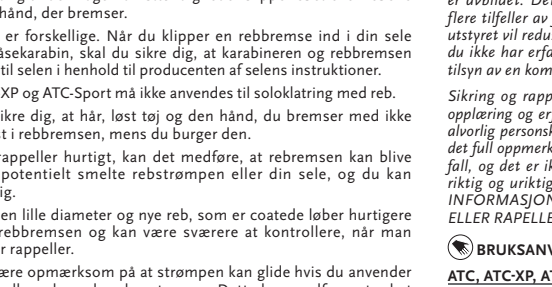 hånd, der bremser.
er forskellige. Når du klipper en rebbremse ind i din sele
åsekarabin, skal du sikre dig, at karabineren og rebbremsen
til selen i henhold til producenten af selens instruktioner.
XP og ATC-Sport må ikke anvendes til soloklatring med reb.
ikre dig, at hår, løst tøj og den hånd, du bremser med ikke
t i rebbremsen, mens du burger den.
rappeller hurtigt, kan det medføre, at rebremsen kan blive
potentielt smelte rebstrømpen eller din sele, og du kan
ig.
en lille diameter og nye reb, som er coatede løber hurtigere
rebbremsen og kan være sværere at kontrollere, når man
r rappeller.
ære opmærksom på at strømpen kan glide hvis du anvender
flere tilfeller av
utstyret vil redu
du ikke har erfa
tilsyn av en kom
Sikring og rapp
opplæring og er
alvorlig personsk
det full oppmerk
fall, og det er ik
riktig og uriktig
INFORMASJON
ELLER RAPELLE
BRUKSANV
ATC, ATC-XP, AT